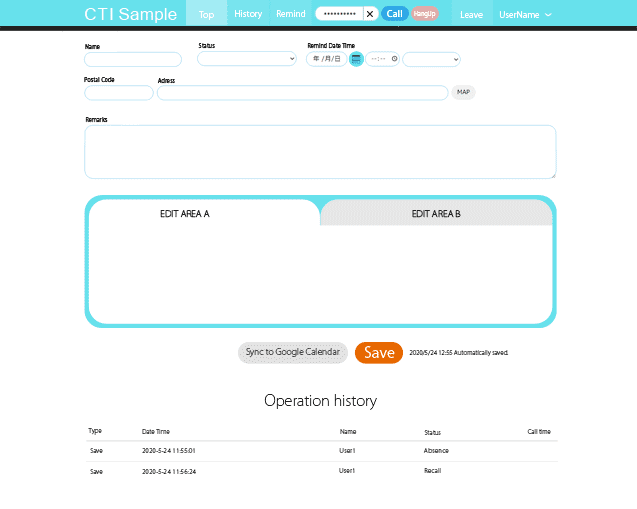 CTI Sample Top History Remind •••••••••• × Call HangUp Leave UserName
Name Status Remind Date Time
年 /月/日 --:--
Postal Code Adress
MAP
Remarks
EDIT AREA A EDIT AREA B
Sync to Google Calendar Save 2020/5/24 12:55 Automatically saved.
Operation history
Type Date Time Name Status Call time
Save 2020-5-24 11:55:01 User1 Absence
Save 2020-5-24 11:56:24 User1 Recall